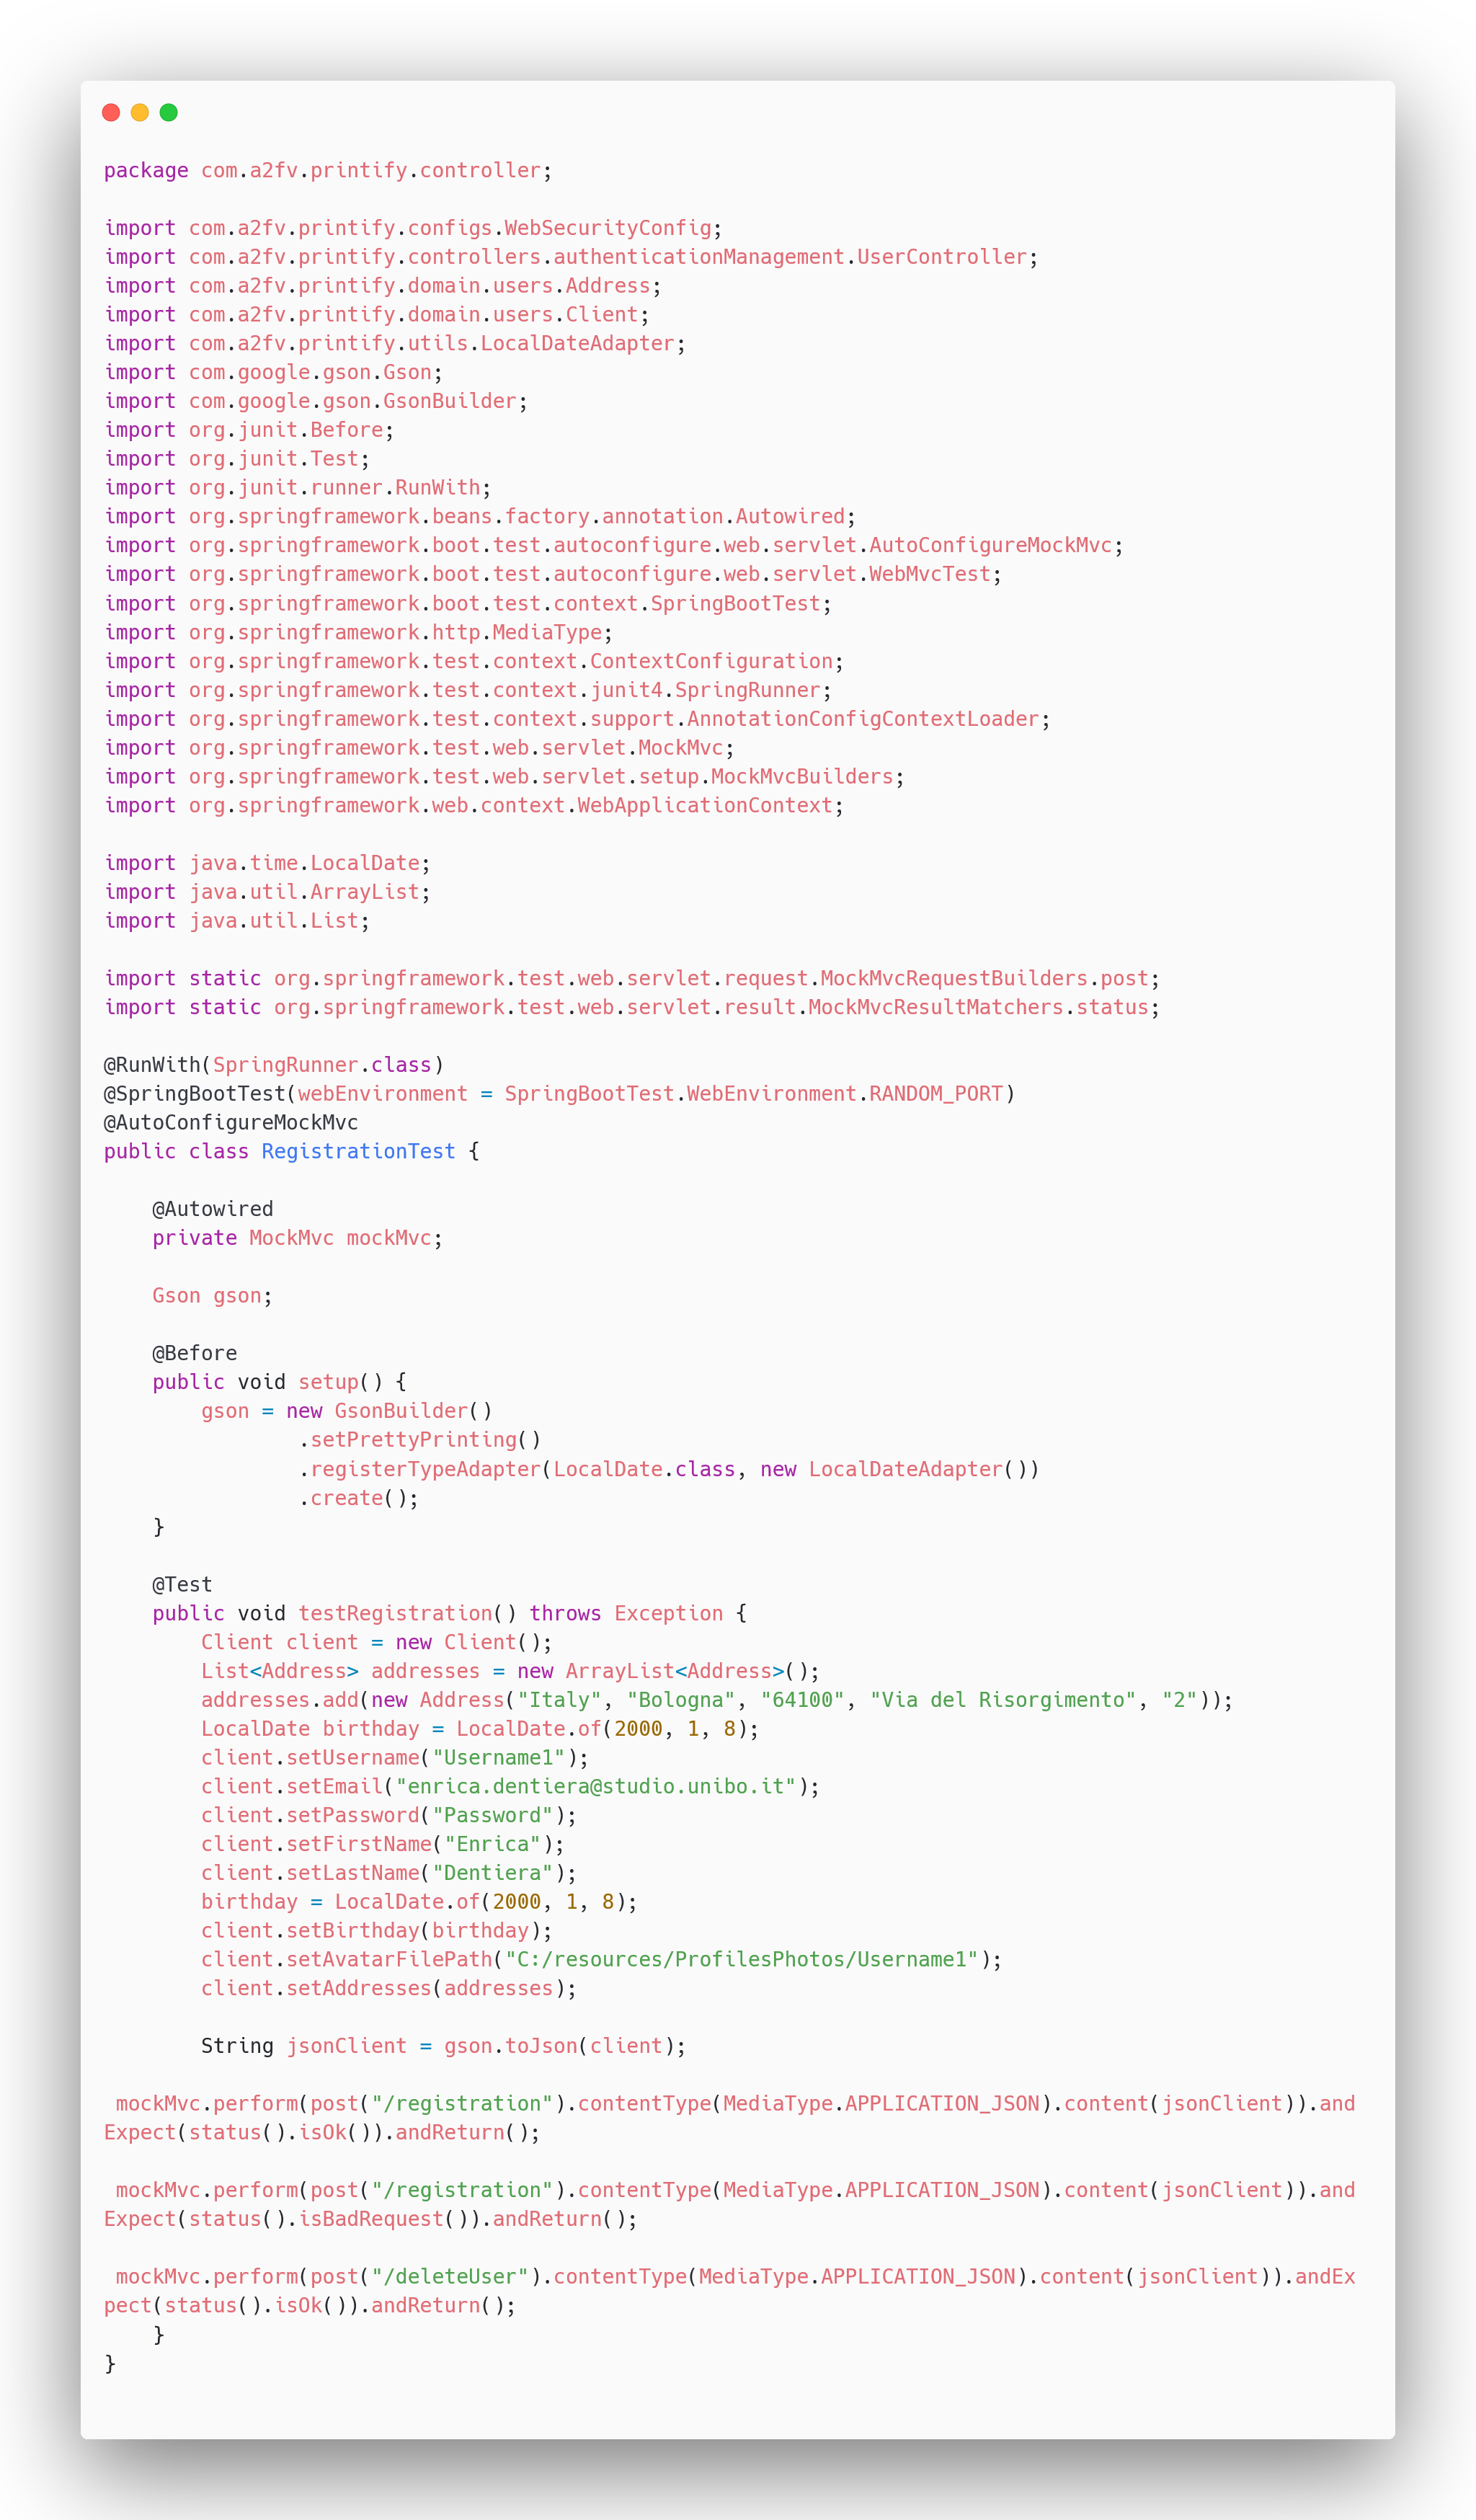 package com.a2fv.printify.controller;

import com.a2fv.printify.configs.WebSecurityConfig;
import com.a2fv.printify.controllers.authenticationManagement.UserController;
import com.a2fv.printify.domain.users.Address;
import com.a2fv.printify.domain.users.Client;
import com.a2fv.printify.utils.LocalDateAdapter;
import com.google.gson.Gson;
import com.google.gson.GsonBuilder;
import org.junit.Before;
import org.junit.Test;
import org.junit.runner.RunWith;
import org.springframework.beans.factory.annotation.Autowired;
import org.springframework.boot.test.autoconfigure.web.servlet.AutoConfigureMockMvc;
import org.springframework.boot.test.autoconfigure.web.servlet.WebMvcTest;
import org.springframework.boot.test.context.SpringBootTest;
import org.springframework.http.MediaType;
import org.springframework.test.context.ContextConfiguration;
import org.springframework.test.context.junit4.SpringRunner;
import org.springframework.test.context.support.AnnotationConfigContextLoader;
import org.springframework.test.web.servlet.MockMvc;
import org.springframework.test.web.servlet.setup.MockMvcBuilders;
import org.springframework.web.context.WebApplicationContext;

import java.time.LocalDate;
import java.util.ArrayList;
import java.util.List;

import static org.springframework.test.web.servlet.request.MockMvcRequestBuilders.post;
import static org.springframework.test.web.servlet.result.MockMvcResultMatchers.status;

@RunWith(SpringRunner.class)
@SpringBootTest(webEnvironment = SpringBootTest.WebEnvironment.RANDOM_PORT)
@AutoConfigureMockMvc
public class RegistrationTest {

    @Autowired
    private MockMvc mockMvc;

    Gson gson;

    @Before
    public void setup() {
        gson = new GsonBuilder()
                .setPrettyPrinting()
                .registerTypeAdapter(LocalDate.class, new LocalDateAdapter())
                .create();
    }

    @Test
    public void testRegistration() throws Exception {
        Client client = new Client();
        List<Address> addresses = new ArrayList<Address>();
        addresses.add(new Address("Italy", "Bologna", "64100", "Via del Risorgimento", "2"));
        LocalDate birthday = LocalDate.of(2000, 1, 8);
        client.setUsername("Username1");
        client.setEmail("enrica.dentiera@studio.unibo.it");
        client.setPassword("Password");
        client.setFirstName("Enrica");
        client.setLastName("Dentiera");
        birthday = LocalDate.of(2000, 1, 8);
        client.setBirthday(birthday);
        client.setAvatarFilePath("C:/resources/ProfilesPhotos/Username1");
        client.setAddresses(addresses);

        String jsonClient = gson.toJson(client);

 mockMvc.perform(post("/registration").contentType(MediaType.APPLICATION_JSON).content(jsonClient)).and
Expect(status().isOk()).andReturn();

 mockMvc.perform(post("/registration").contentType(MediaType.APPLICATION_JSON).content(jsonClient)).and
Expect(status().isBadRequest()).andReturn();

 mockMvc.perform(post("/deleteUser").contentType(MediaType.APPLICATION_JSON).content(jsonClient)).andEx
pect(status().isOk()).andReturn();
    }
}